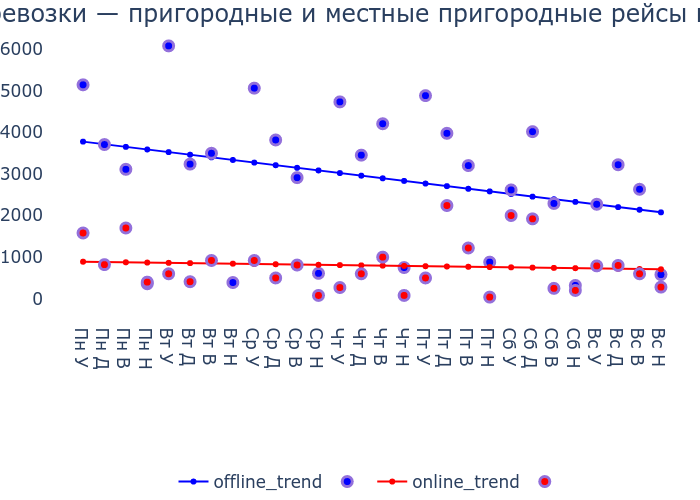 евозки — пригородные и местные пригородные рейсы
6000
5000
4000
3000
2000
1000
0
Пн У
Пн Д
Пн В
Пн Н
Вт У
Вт Д
Вт В
Вт Н
Ср У
Ср Д
Ср В
Ср Н
Чт У
Чт Д
Чт В
Чт Н
Пт У
Пт Д
Пт В
Пт Н
Сб У
Сб Д
Сб В
Сб Н
Вс У
Вс Д
Вс В
Вс Н
offline_trend
online_trend